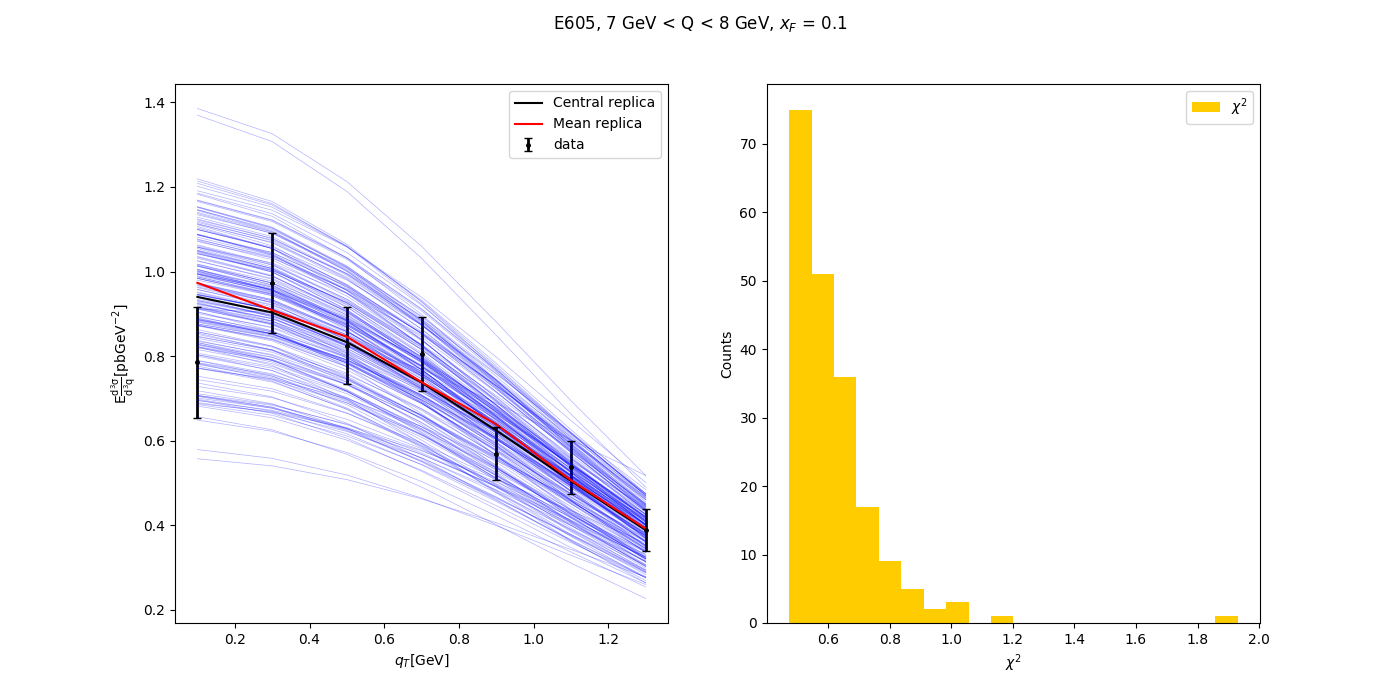 E605, 7 GeV < Q < 8 GeV, x_F = 0.1
1.4
1.2
1.0
0.8
0.6
0.4
0.2
E d³σ/d³q [pbGeV⁻²]
Central replica
Mean replica
data
0.2 0.4 0.6 0.8 1.0 1.2
q_T[GeV]
70
60
50
40
30
20
10
0
Counts
χ²
0.6 0.8 1.0 1.2 1.4 1.6 1.8 2.0
χ²